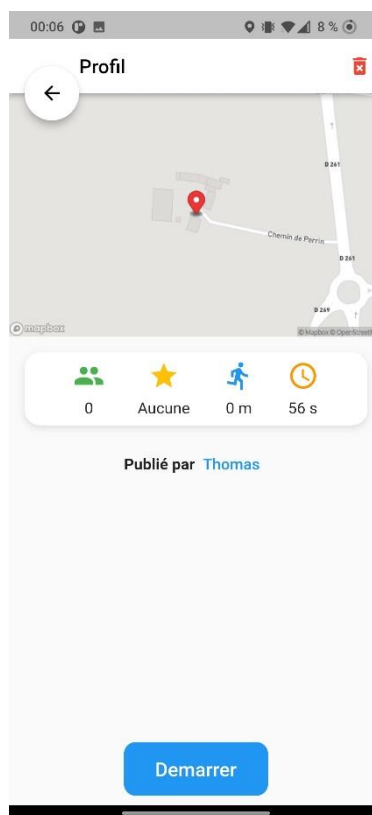 00:06
8 %
Profil
D 261
Chemin de Perrin
D 261
D 269
mapbox
© Mapbox © OpenStreet
0
Aucune
0 m
56 s
Publié par Thomas
Demarrer